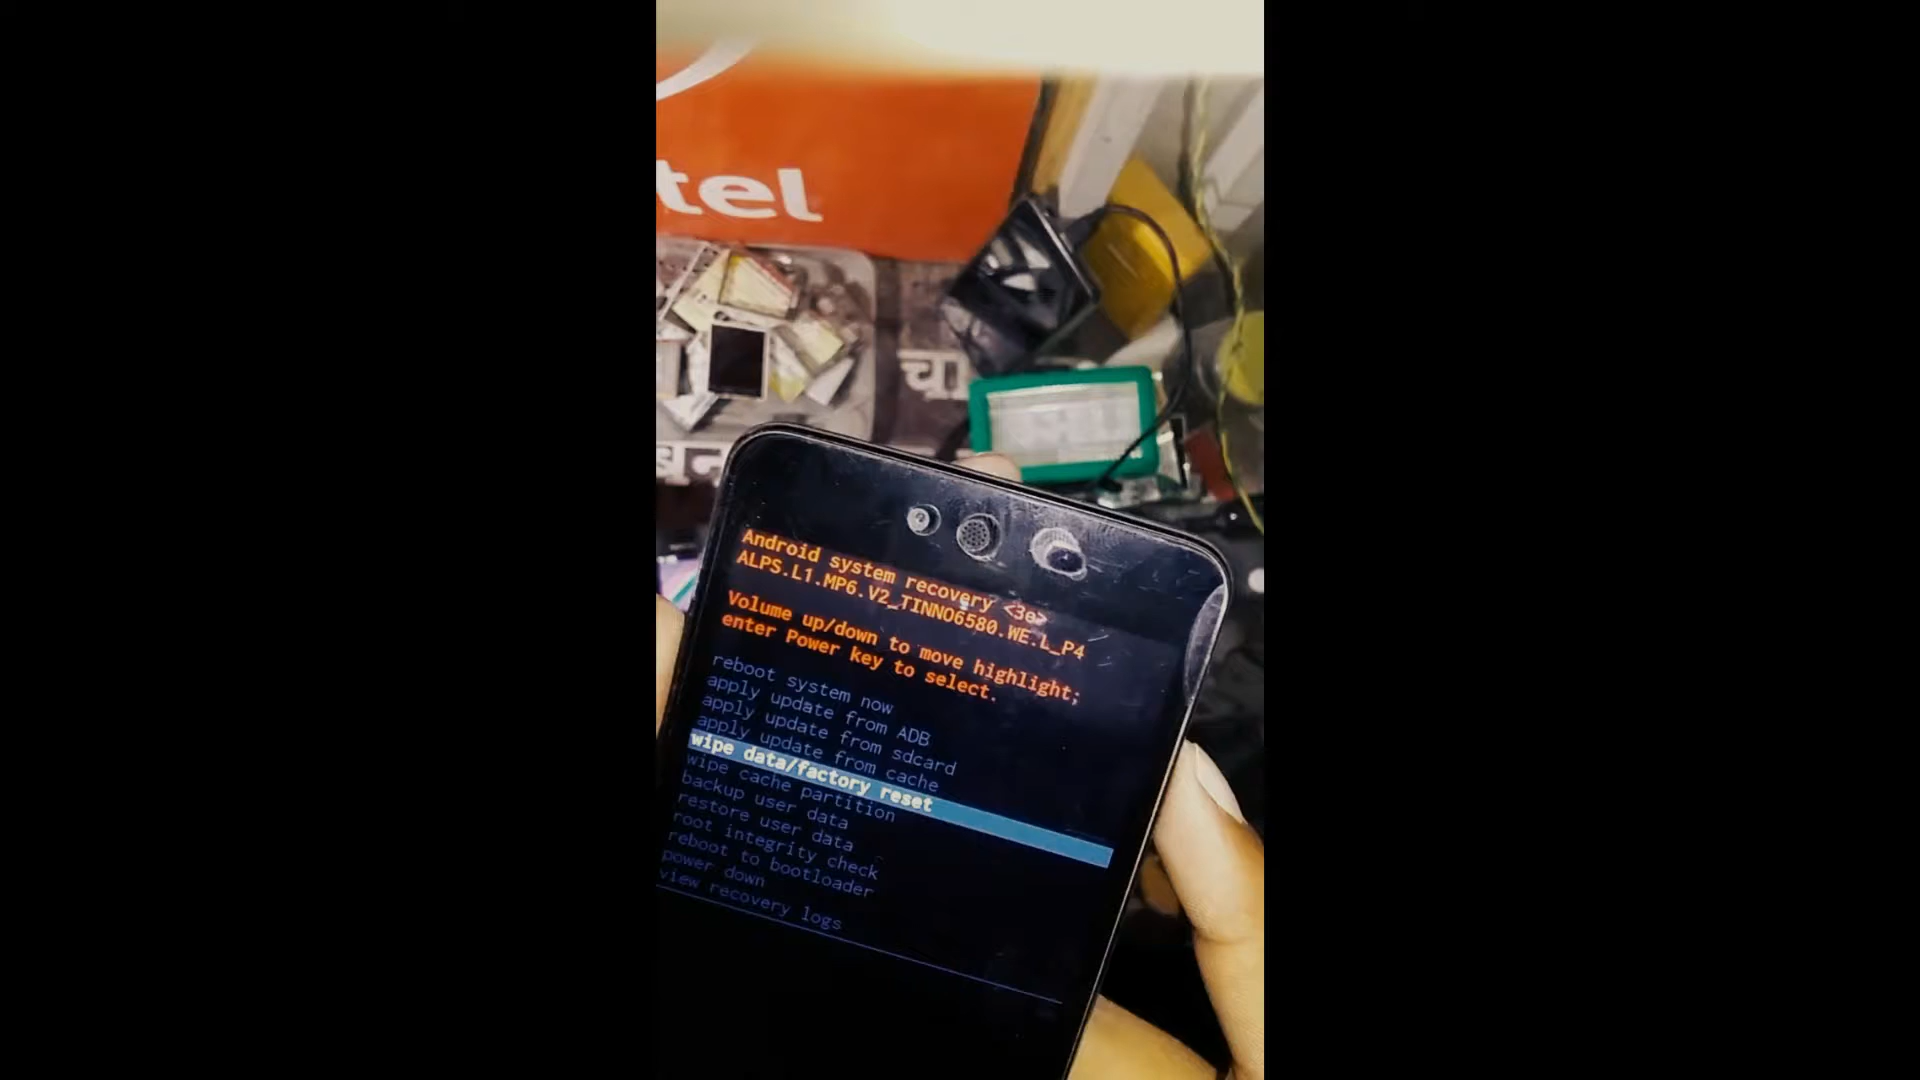 tel
चा
बन
Android system recovery <3e>
ALPS.L1.MP6.V2_TINNO6580.WE.L_P4
Volume up/down to move highlight;
enter Power key to select.
reboot system now
apply update from ADB
apply update from sdcard
apply update from cache
wipe data/factory reset
wipe cache partition
backup user data
restore user data
root integrity check
reboot to bootloader
power down
view recovery logs